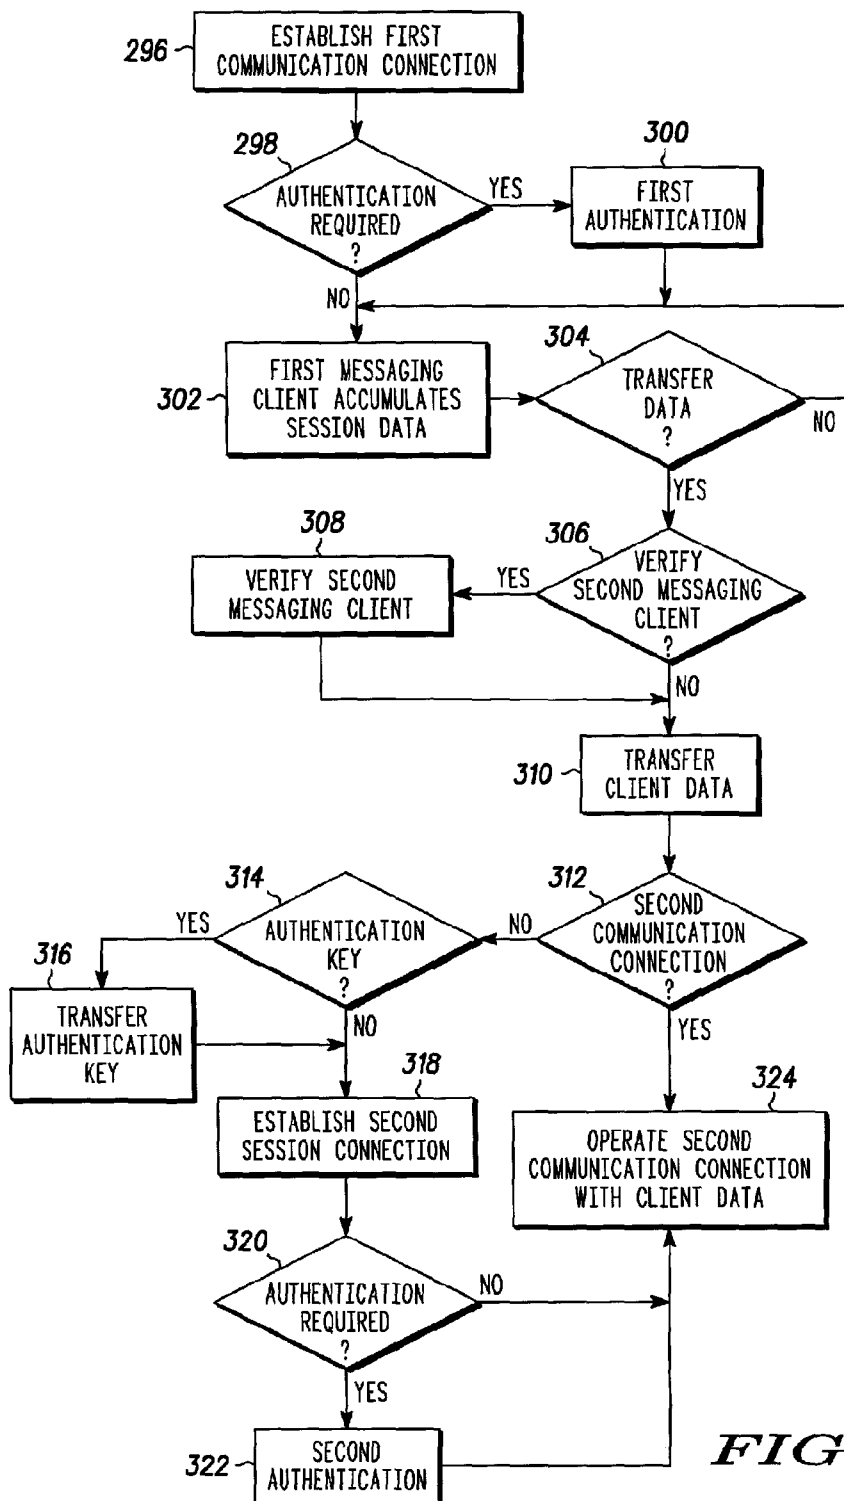 296
ESTABLISH FIRST
COMMUNICATION CONNECTION
298
AUTHENTICATION
REQUIRED
?
YES
300
FIRST
AUTHENTICATION
NO
302
FIRST MESSAGING
CLIENT ACCUMULATES
SESSION DATA
304
TRANSFER
DATA
?
NO
YES
306
VERIFY
SECOND MESSAGING
CLIENT
?
YES
308
VERIFY SECOND
MESSAGING CLIENT
NO
310
TRANSFER
CLIENT DATA
312
SECOND
COMMUNICATION
CONNECTION
?
NO
314
AUTHENTICATION
KEY
?
YES
316
TRANSFER
AUTHENTICATION
KEY
NO
YES
318
ESTABLISH SECOND
SESSION CONNECTION
324
OPERATE SECOND
COMMUNICATION CONNECTION
WITH CLIENT DATA
320
AUTHENTICATION
REQUIRED
?
NO
YES
322
SECOND
AUTHENTICATION
FIG